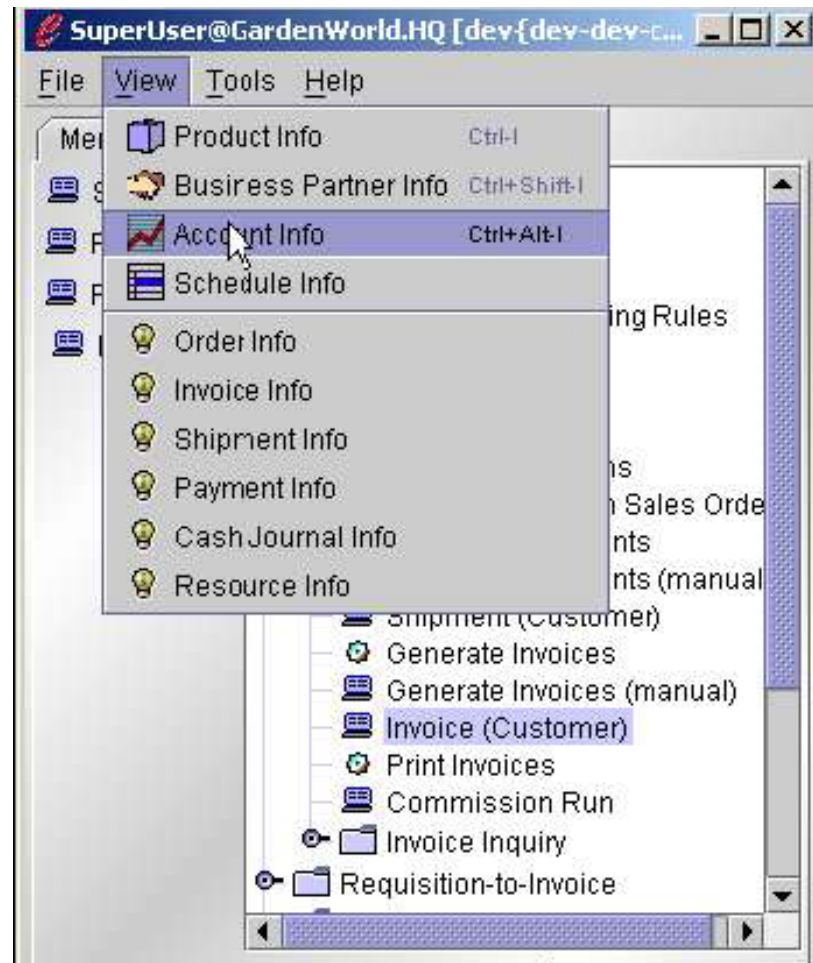 SuperUser@GardenWorld.HQ [dev{dev-dev-c...
File View Tools Help
Product Info Ctrl-I
Business Partner Info Ctrl+Shift-I
Account Info Ctrl+Alt-I
Schedule Info
ing Rules
Order Info
Invoice Info
Shipment Info
Payment Info
Sales Orde
Cash Journal Info
nts
Resource Info
nts (manual
Shipment (Customer)
Generate Invoices
Generate Invoices (manual)
Invoice (Customer)
Print Invoices
Commission Run
Invoice Inquiry
Requisition-to-Invoice